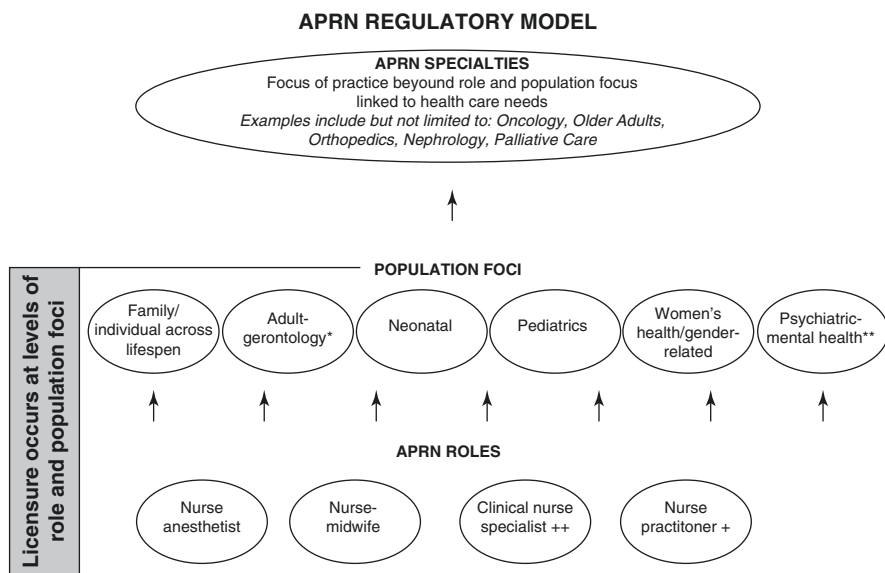 APRN REGULATORY MODEL
APRN SPECIALTIES
Focus of practice beyound role and population focus
linked to health care needs
Examples include but not limited to: Oncology, Older Adults,
Orthopedics, Nephrology, Palliative Care
Licensure occurs at levels of
role and population foci
POPULATION FOCI
Family/
individual across
lifespen
Adult-
gerontology*
Neonatal
Pediatrics
Women's
health/gender-
related
Psychiatric-
mental health**
APRN ROLES
Nurse
anesthetist
Nurse-
midwife
Clinical nurse
specialist ++
Nurse
practitoner +